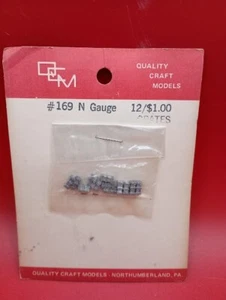 QCM
QUALITY
CRAFT
MODELS
#169 N Gauge 12/$1.00
CRATES
QUALITY CRAFT MODELS - NORTHUMBERLAND, PA.